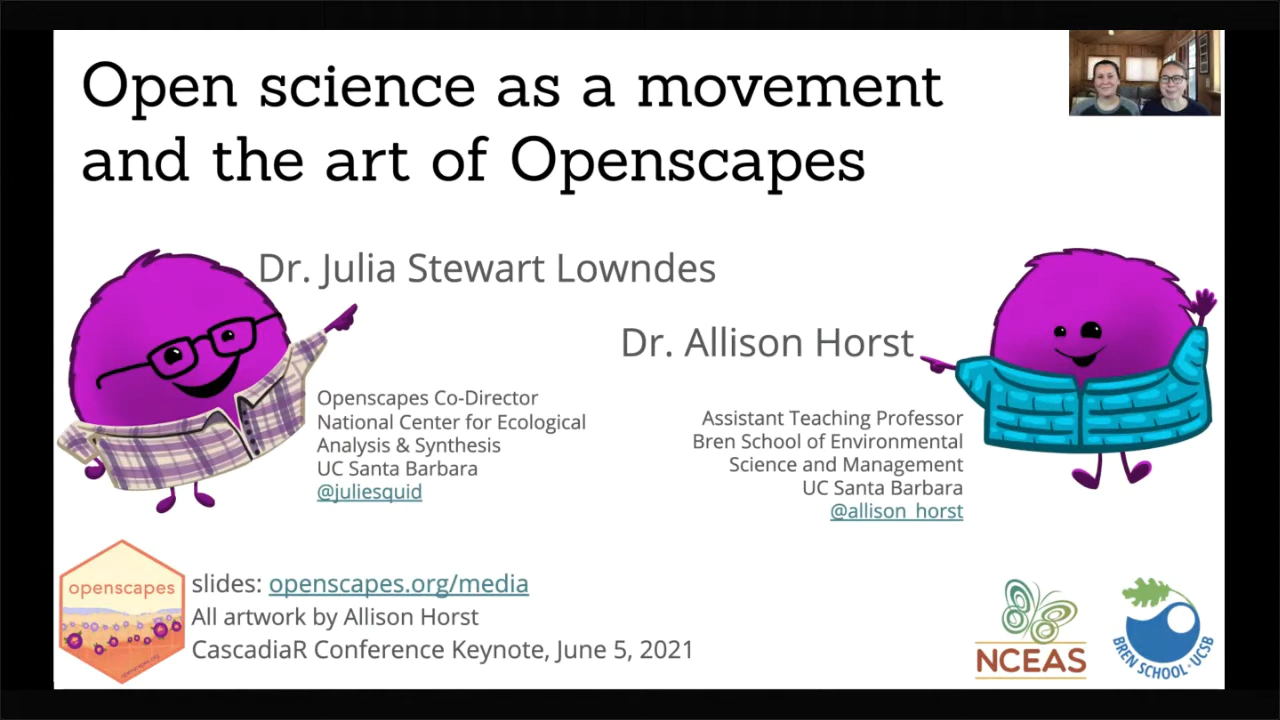 Open science as a movement
and the art of Openscapes
Dr. Julia Stewart Lowndes
Dr. Allison Horst
Openscapes Co-Director
National Center for Ecological
Analysis & Synthesis
UC Santa Barbara
@juliesquid
Assistant Teaching Professor
Bren School of Environmental
Science and Management
UC Santa Barbara
@allison_horst
openscapes
slides: openscapes.org/media
All artwork by Allison Horst
CascadiaR Conference Keynote, June 5, 2021
NCEAS
BREN SCHOOL · UCSB